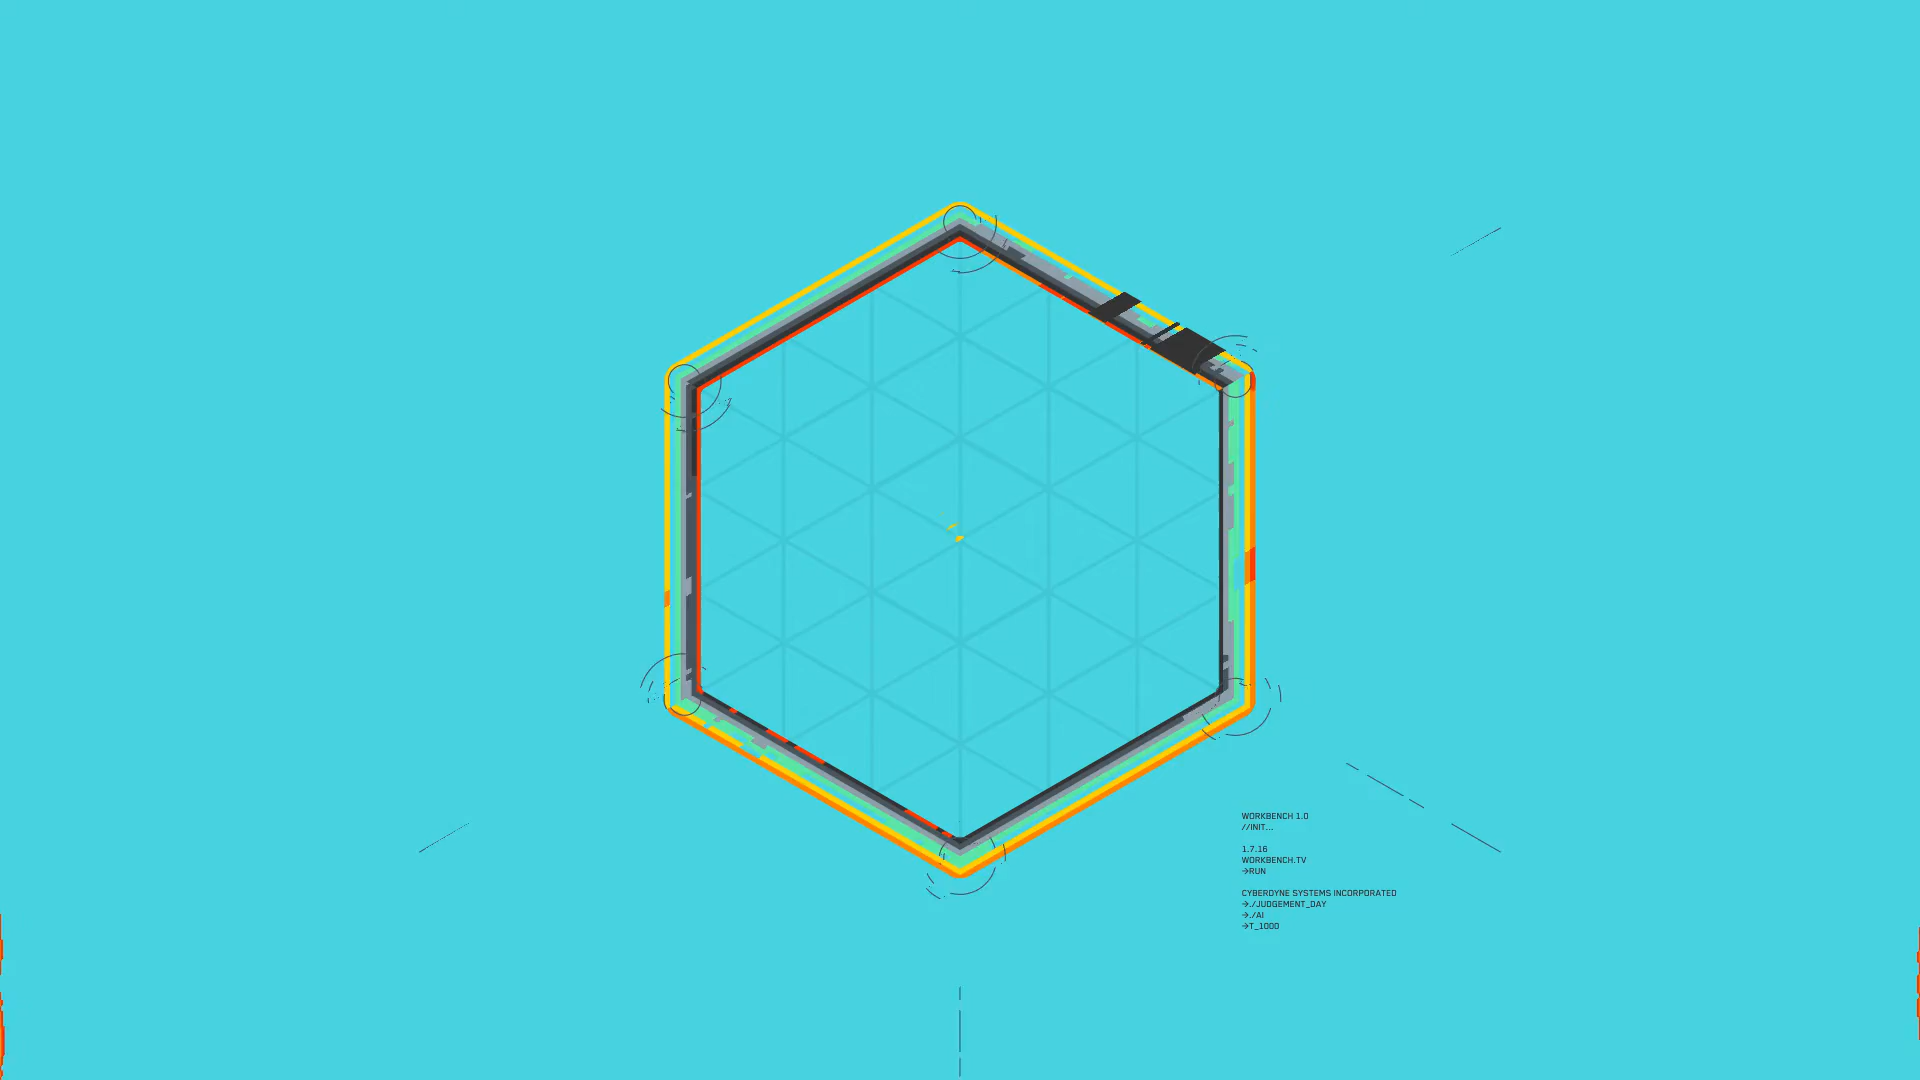 WORKBENCH 1.0
//INIT...
1.7.16
WORKBENCH.TV
→RUN
CYBERDYNE SYSTEMS INCORPORATED
→./JUDGEMENT_DAY
→./AI
→T_1000